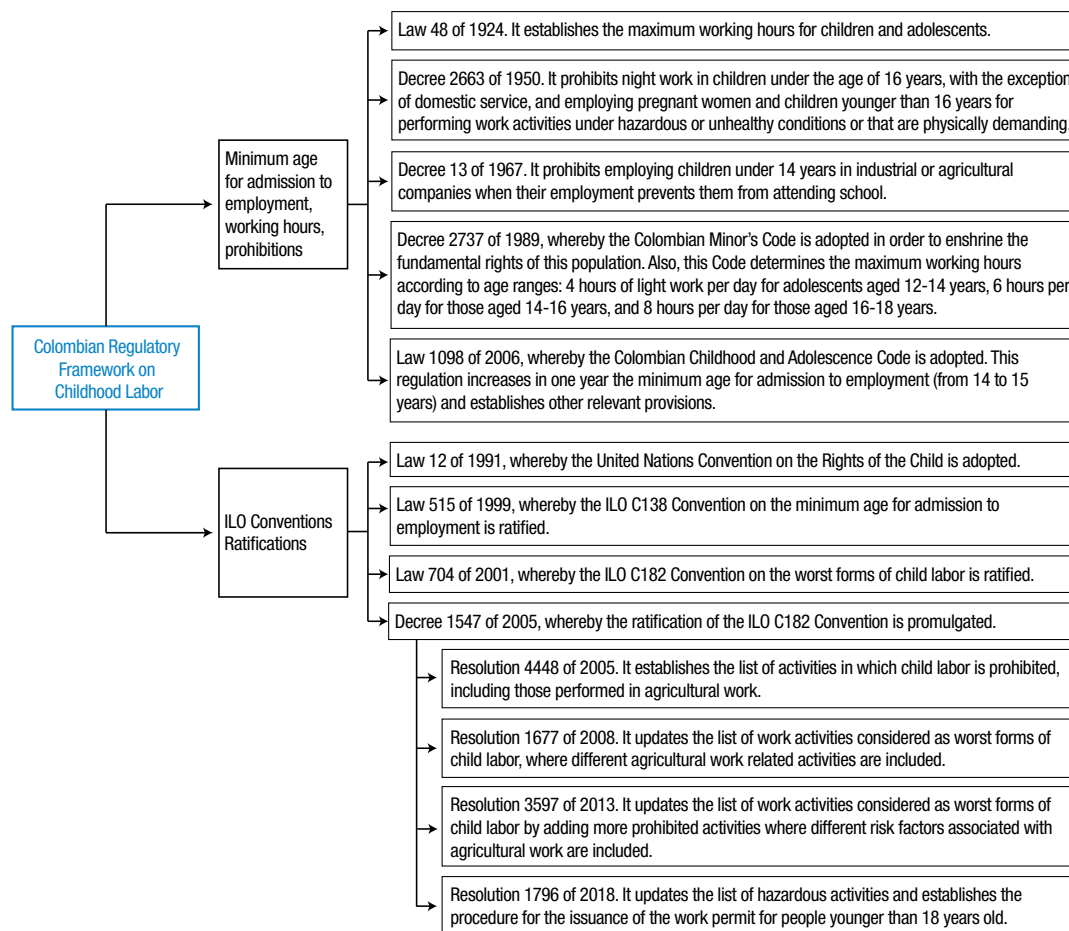 Colombian Regulatory
Framework on
Childhood Labor
Minimum age
for admission to
employment,
working hours,
prohibitions
Law 48 of 1924. It establishes the maximum working hours for children and adolescents.
Decree 2663 of 1950. It prohibits night work in children under the age of 16 years, with the exception
of domestic service, and employing pregnant women and children younger than 16 years for
performing work activities under hazardous or unhealthy conditions or that are physically demanding.
Decree 13 of 1967. It prohibits employing children under 14 years in industrial or agricultural
companies when their employment prevents them from attending school.
Decree 2737 of 1989, whereby the Colombian Minor's Code is adopted in order to enshrine the
fundamental rights of this population. Also, this Code determines the maximum working hours
according to age ranges: 4 hours of light work per day for adolescents aged 12-14 years, 6 hours per
day for those aged 14-16 years, and 8 hours per day for those aged 16-18 years.
Law 1098 of 2006, whereby the Colombian Childhood and Adolescence Code is adopted. This
regulation increases in one year the minimum age for admission to employment (from 14 to 15
years) and establishes other relevant provisions.
ILO Conventions
Ratifications
Law 12 of 1991, whereby the United Nations Convention on the Rights of the Child is adopted.
Law 515 of 1999, whereby the ILO C138 Convention on the minimum age for admission to
employment is ratified.
Law 704 of 2001, whereby the ILO C182 Convention on the worst forms of child labor is ratified.
Decree 1547 of 2005, whereby the ratification of the ILO C182 Convention is promulgated.
Resolution 4448 of 2005. It establishes the list of activities in which child labor is prohibited,
including those performed in agricultural work.
Resolution 1677 of 2008. It updates the list of work activities considered as worst forms of
child labor, where different agricultural work related activities are included.
Resolution 3597 of 2013. It updates the list of work activities considered as worst forms of
child labor by adding more prohibited activities where different risk factors associated with
agricultural work are included.
Resolution 1796 of 2018. It updates the list of hazardous activities and establishes the
procedure for the issuance of the work permit for people younger than 18 years old.